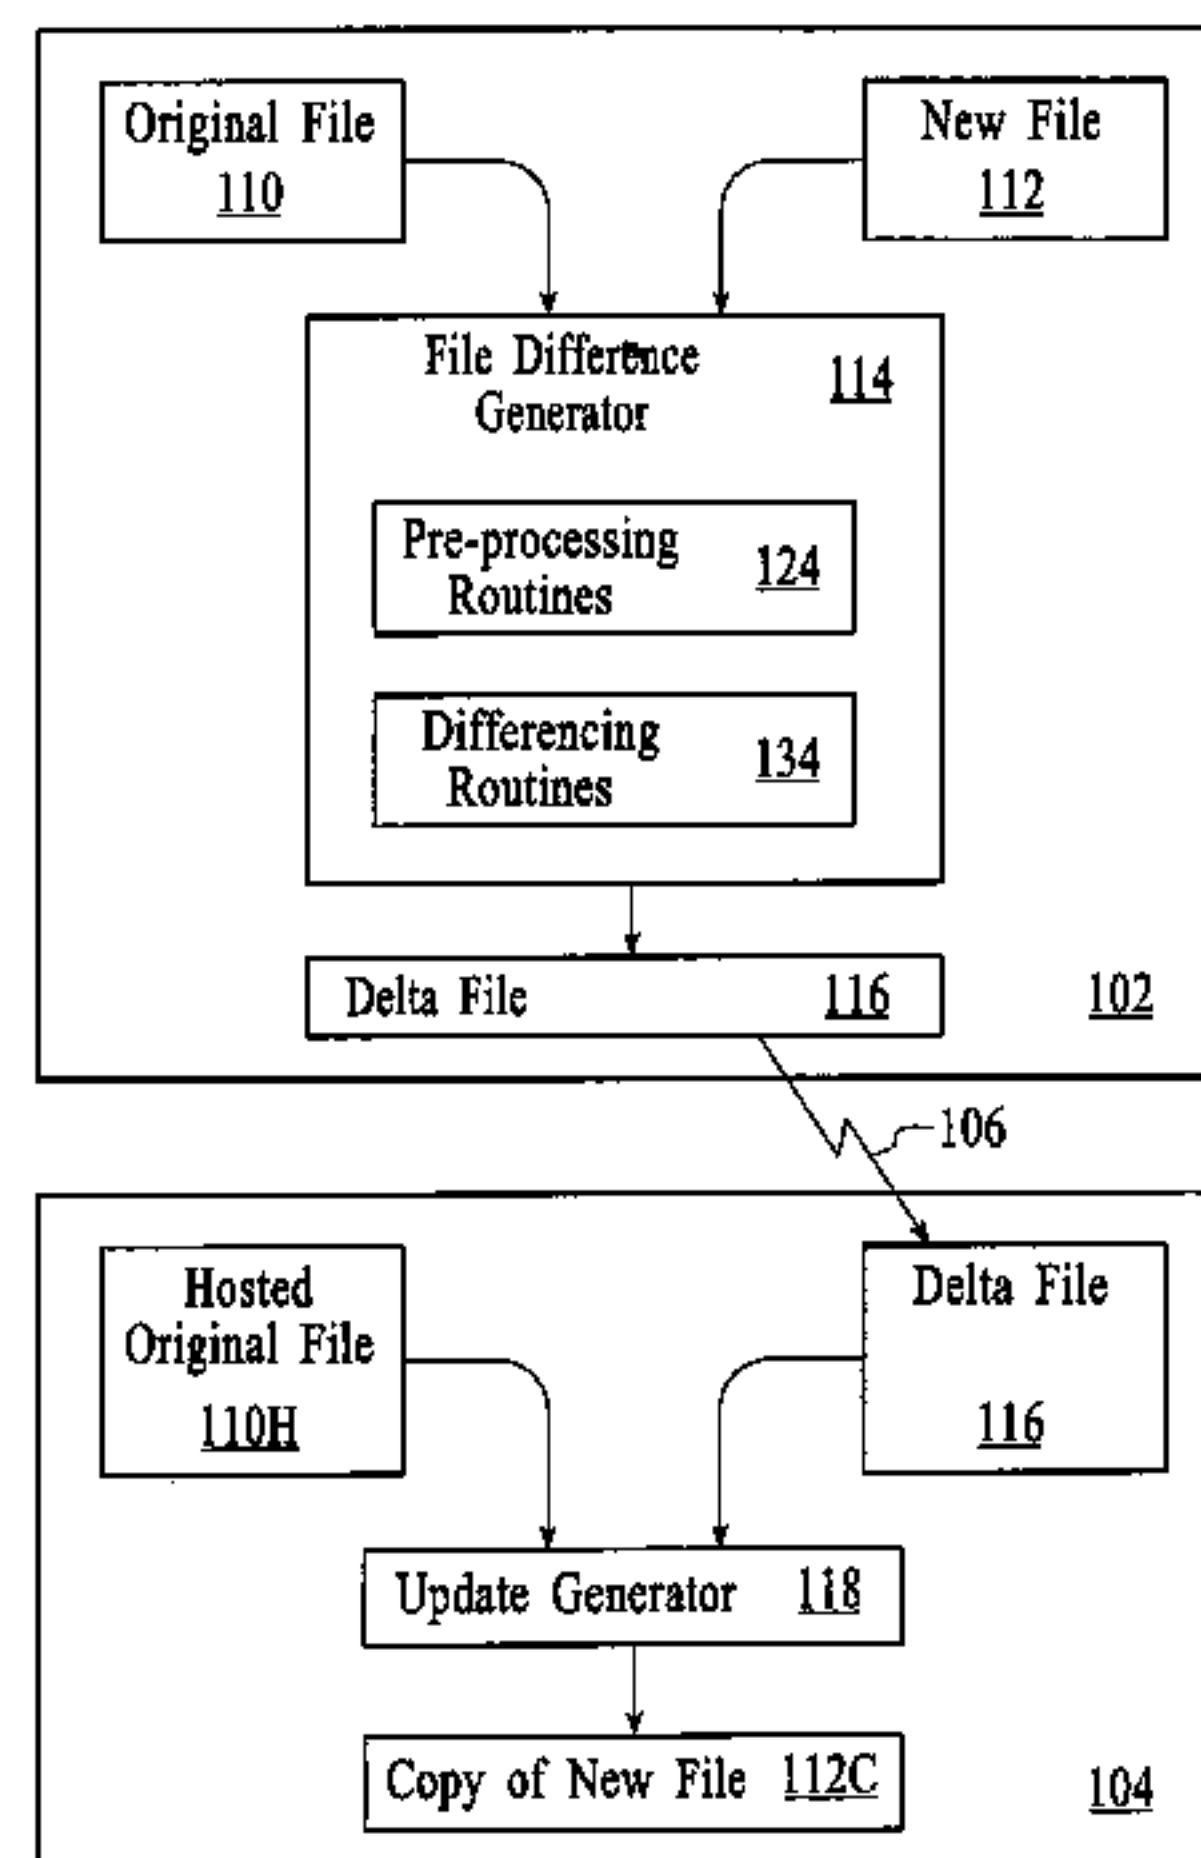 Original File
110
New File
112
File Difference
Generator
114
Pre-processing
Routines
124
Differencing
Routines
134
Delta File
116
102
106
Hosted
Original File
110H
Delta File
116
Update Generator
118
Copy of New File
112C
104